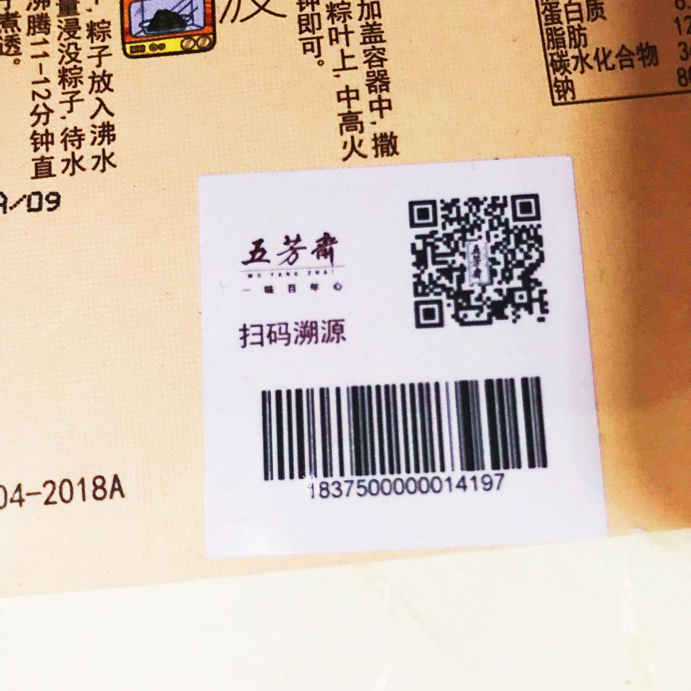 粽子放入沸水
量浸没粽子,待水
沸腾11-12分钟直
煮透。
加盖容器中,撒
粽叶上,中高火
钟即可。
蛋白质
脂肪
碳水化合物
钠
A/09
五芳斋
WU FANG ZHAI
一味百年心
扫码溯源
1837500000014197
04-2018A